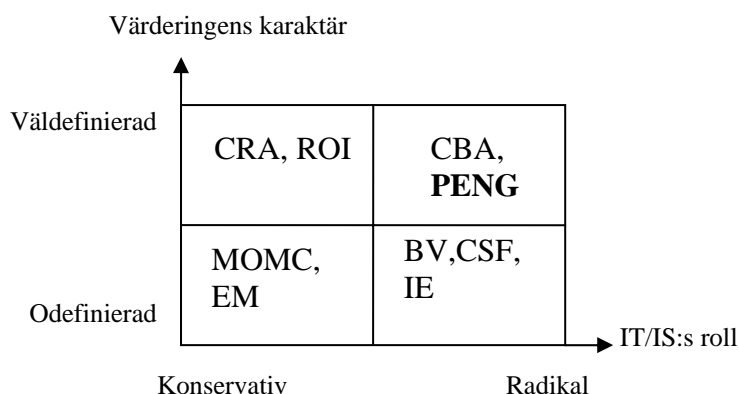 Värderingens karaktär
Väldefinierad
CRA, ROI
CBA,
PENG
MOMC,
EM
BV,CSF,
IE
Odefinierad
IT/IS:s roll
Konservativ
Radikal